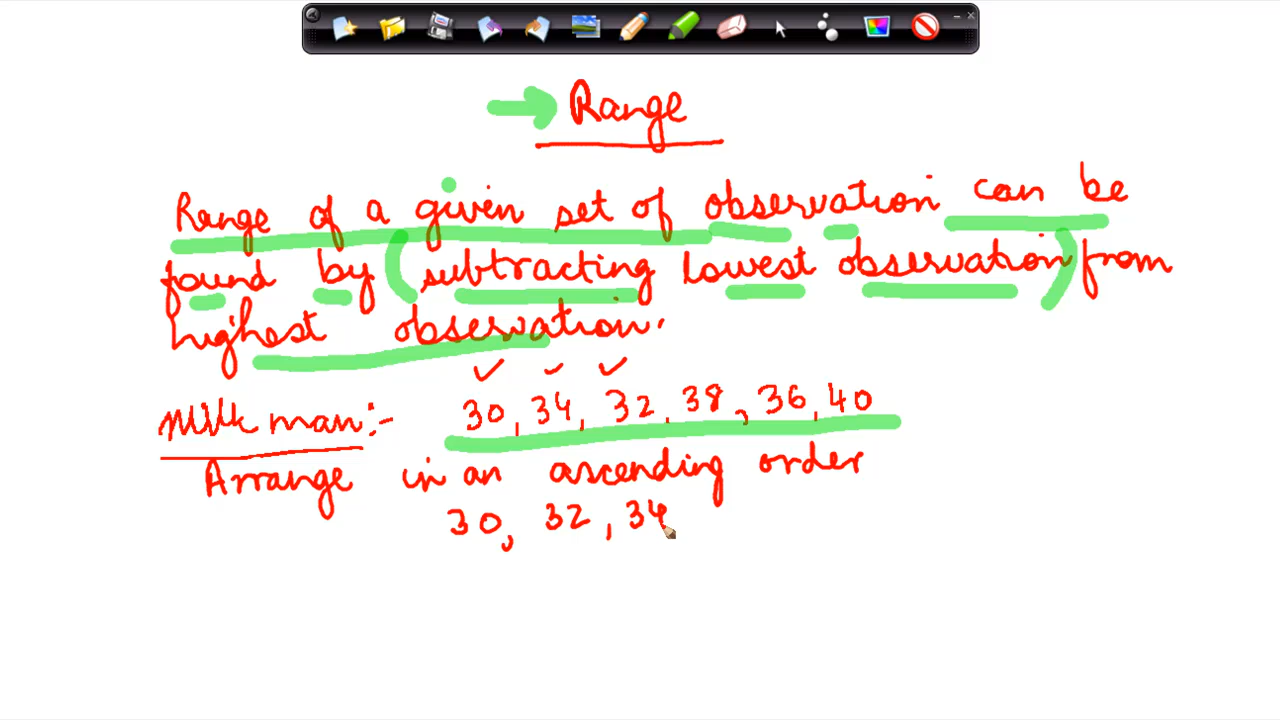 Range
Range of a given set of observation can be
found by (subtracting lowest observation) from
highest observation.
Milk man:- 30, 34, 32, 38, 36, 40
Arrange in an ascending order
30, 32, 34